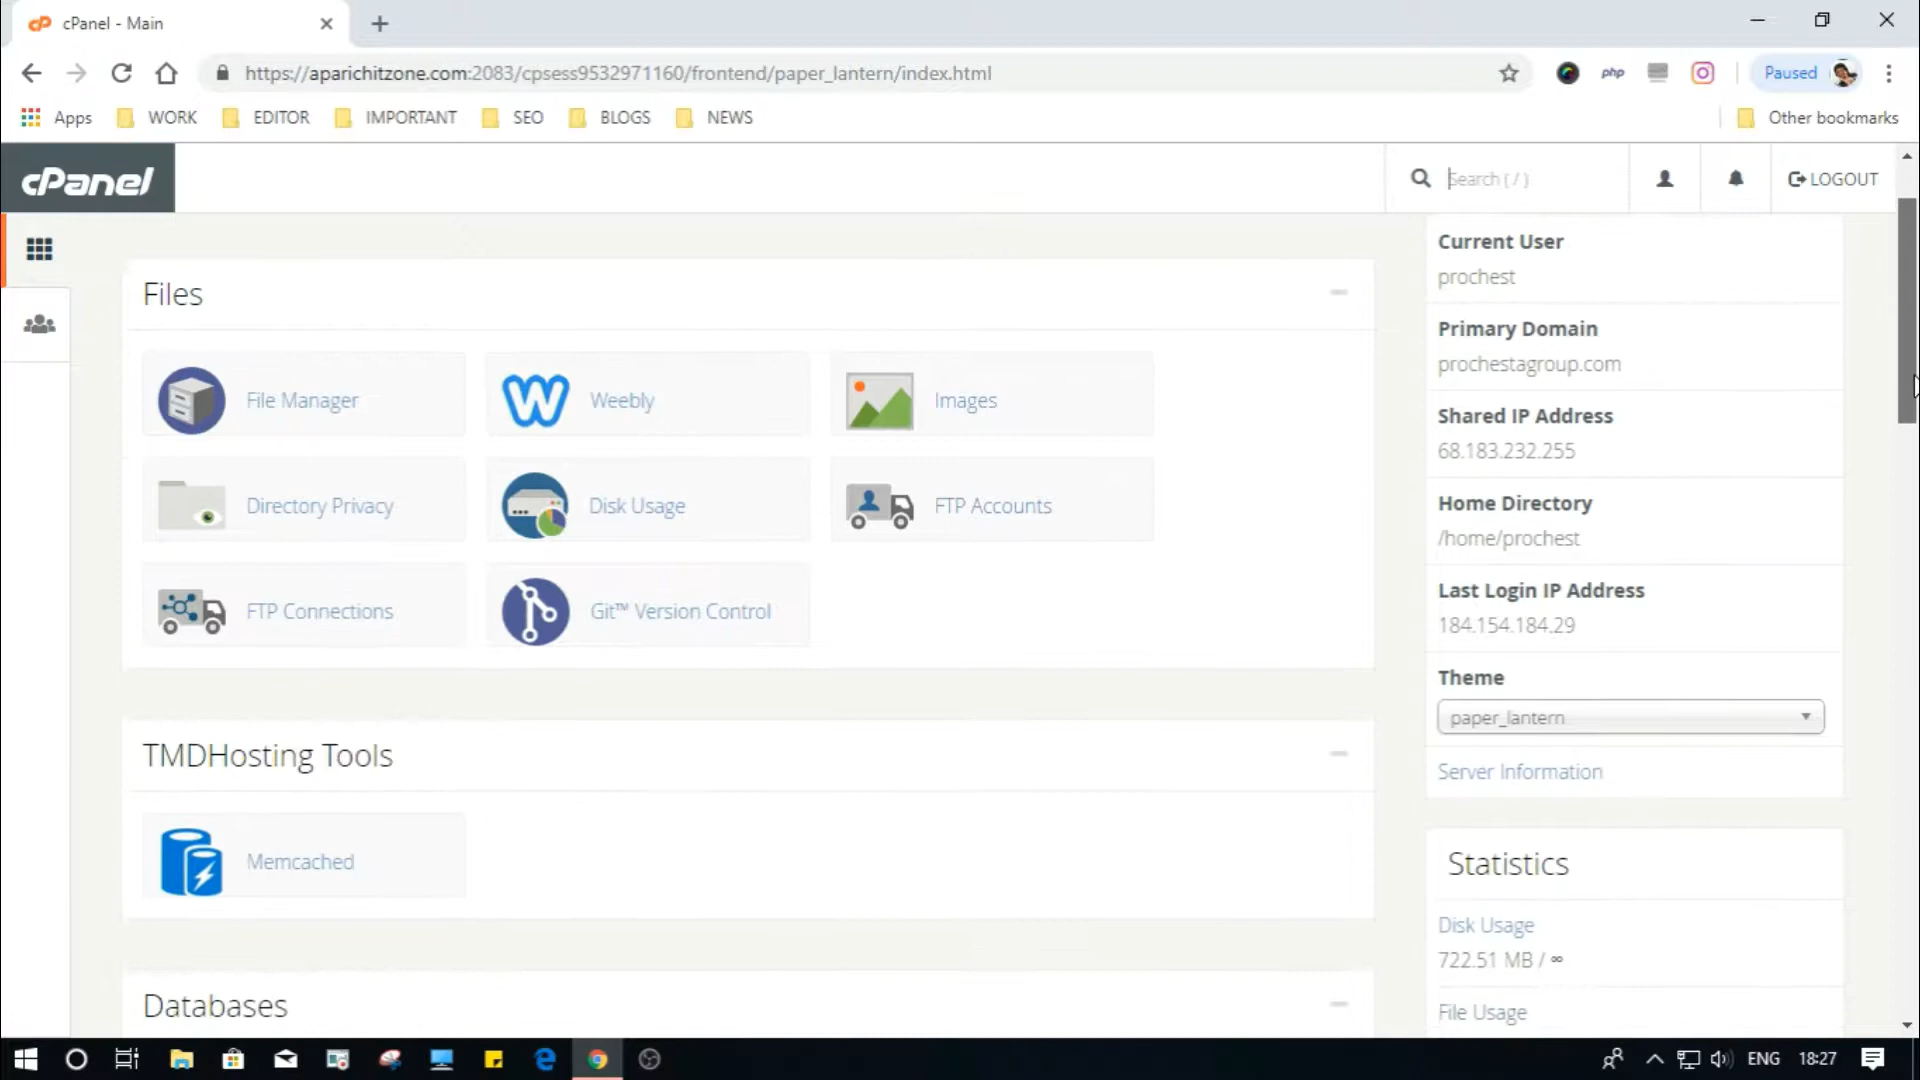 cPanel - Main
https://aparichitzone.com:2083/cpsess9532971160/frontend/paper_lantern/index.html
php
Paused
Apps
WORK
EDITOR
IMPORTANT
SEO
BLOGS
NEWS
Other bookmarks
cPanel
Search ( / )
LOGOUT
Files
File Manager
Weebly
Images
Directory Privacy
Disk Usage
FTP Accounts
FTP Connections
Git™ Version Control
TMDHosting Tools
Memcached
Databases
Current User
prochest
Primary Domain
prochestagroup.com
Shared IP Address
68.183.232.255
Home Directory
/home/prochest
Last Login IP Address
184.154.184.29
Theme
paper_lantern
Server Information
Statistics
Disk Usage
722.51 MB / ∞
File Usage
ENG
18:27